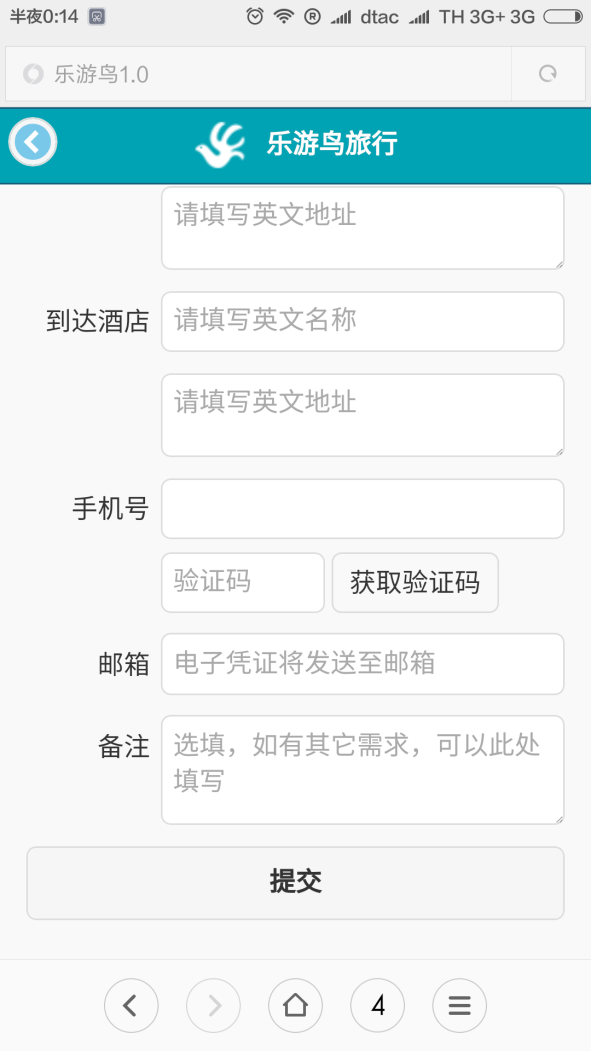 半夜0:14 ® dtac TH 3G+ 3G
乐游鸟1.0
乐游鸟旅行
请填写英文地址
到达酒店 请填写英文名称
请填写英文地址
手机号
验证码 获取验证码
邮箱 电子凭证将发送至邮箱
备注 选填，如有其它需求，可以此处
填写
提交
4